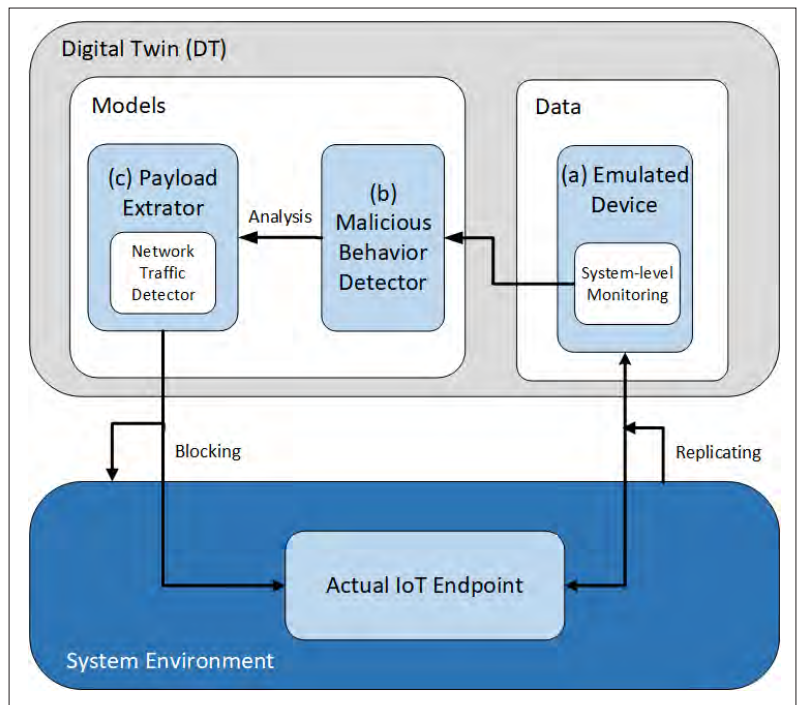 Digital Twin (DT)
Models
Data
(c) Payload
Extrator
Network
Traffic
Detector
Analysis
(b)
Malicious
Behavior
Detector
(a) Emulated
Device
System-level
Monitoring
Blocking
Replicating
Actual IoT Endpoint
System Environment